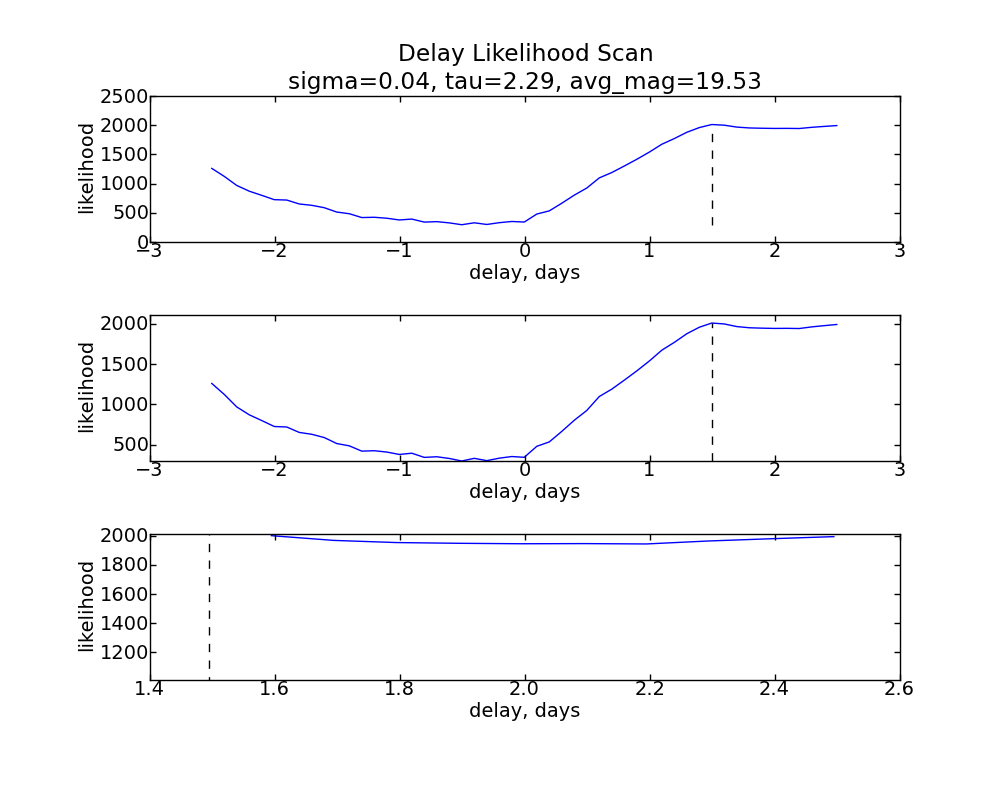 Delay Likelihood Scan
sigma=0.04, tau=2.29, avg_mag=19.53
2500
2000
1500
1000
500
0
likelihood
−3 −2 −1 0 1 2 3
delay, days
2000
1500
1000
500
likelihood
−3 −2 −1 0 1 2 3
delay, days
2000
1800
1600
1400
1200
likelihood
1.4 1.6 1.8 2.0 2.2 2.4 2.6
delay, days